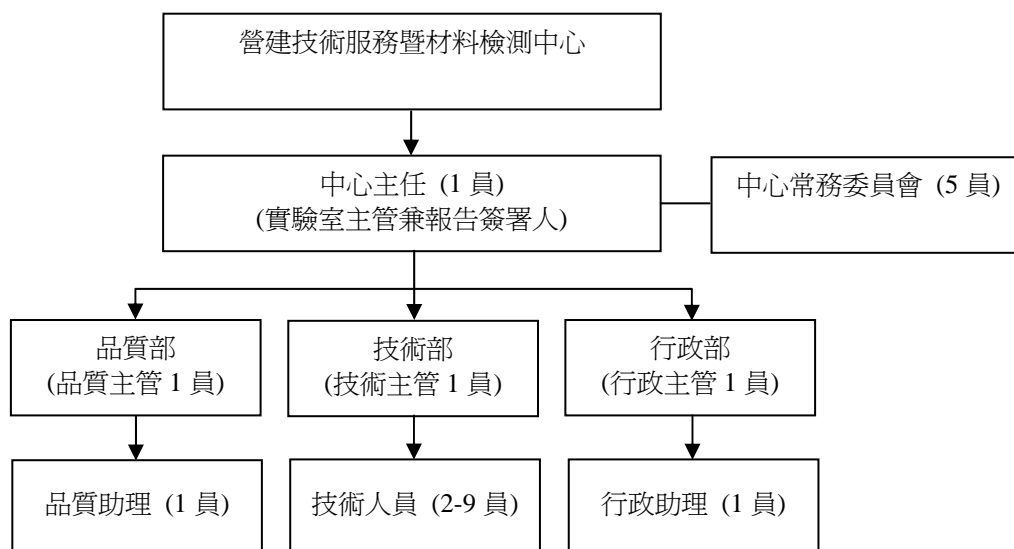 營建技術服務暨材料檢測中心
中心主任 (1 員)
(實驗室主管兼報告簽署人)
中心常務委員會 (5 員)
品質部
(品質主管 1 員)
技術部
(技術主管 1 員)
行政部
(行政主管 1 員)
品質助理 (1 員)
技術人員 (2-9 員)
行政助理 (1 員)